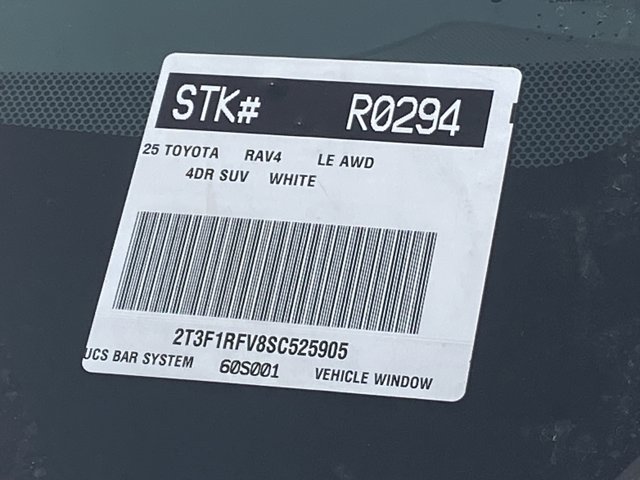 STK# R0294
25 TOYOTA RAV4 LE AWD
4DR SUV WHITE
2T3F1RFV8SC525905
UCS BAR SYSTEM 60S001 VEHICLE WINDOW